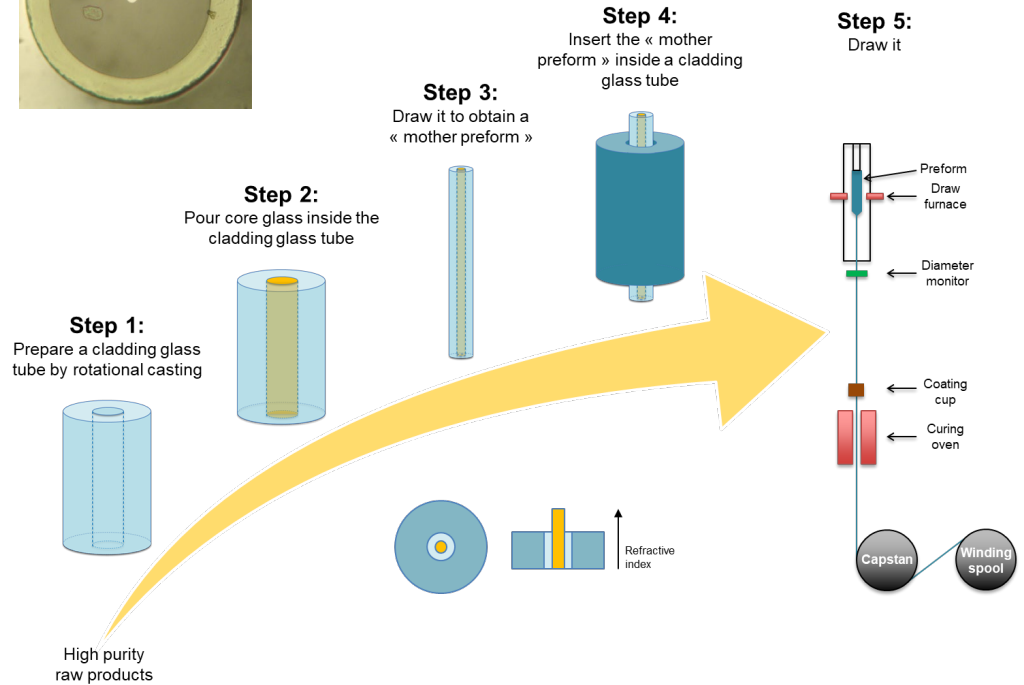 Step 1:
Prepare a cladding glass
tube by rotational casting
Step 2:
Pour core glass inside the
cladding glass tube
Step 3:
Draw it to obtain a
« mother preform »
Step 4:
Insert the « mother
preform » inside a cladding
glass tube
Step 5:
Draw it
Preform
Draw
furnace
Diameter
monitor
Coating
cup
Curing
oven
Capstan
Winding
spool
Refractive
index
High purity
raw products